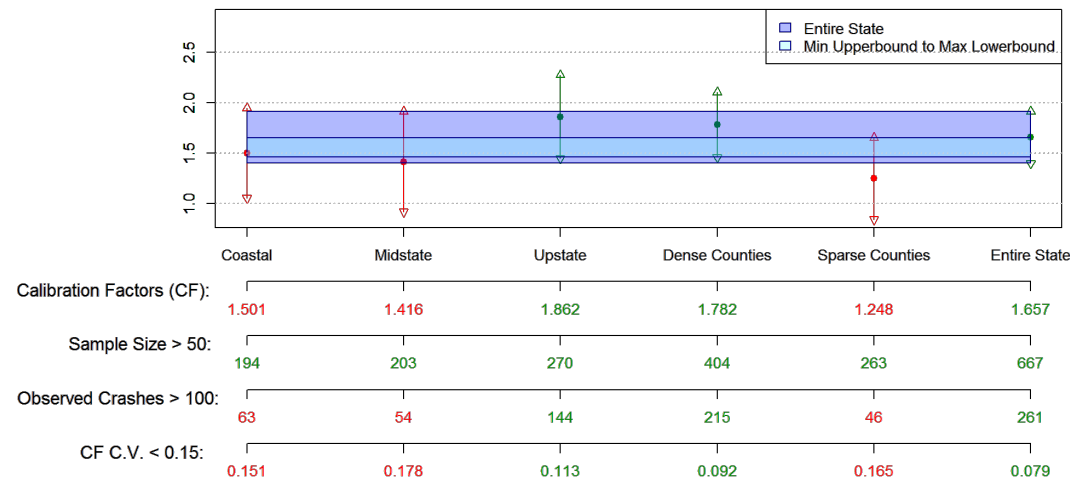 Entire State
Min Upperbound to Max Lowerbound
2.5
2.0
1.5
1.0
Coastal Midstate Upstate Dense Counties Sparse Counties Entire State
Calibration Factors (CF):
1.501 1.416 1.862 1.782 1.248 1.657
Sample Size > 50:
194 203 270 404 263 667
Observed Crashes > 100:
63 54 144 215 46 261
CF C.V. < 0.15:
0.151 0.178 0.113 0.092 0.165 0.079